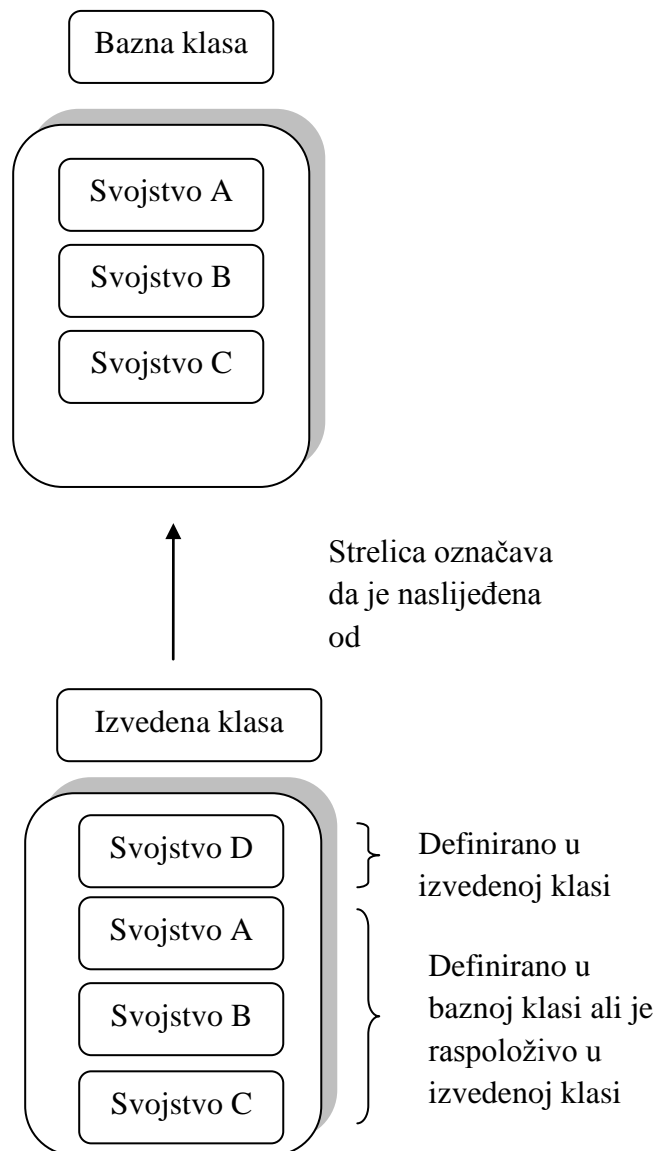 Bazna klasa
Svojstvo A
Svojstvo B
Svojstvo C
Strelica označava
da je naslijeđena
od
Izvedena klasa
Svojstvo D
Definirano u
izvedenoj klasi
Svojstvo A
Svojstvo B
Svojstvo C
Definirano u
baznoj klasi ali je
raspoloživo u
izvedenoj klasi